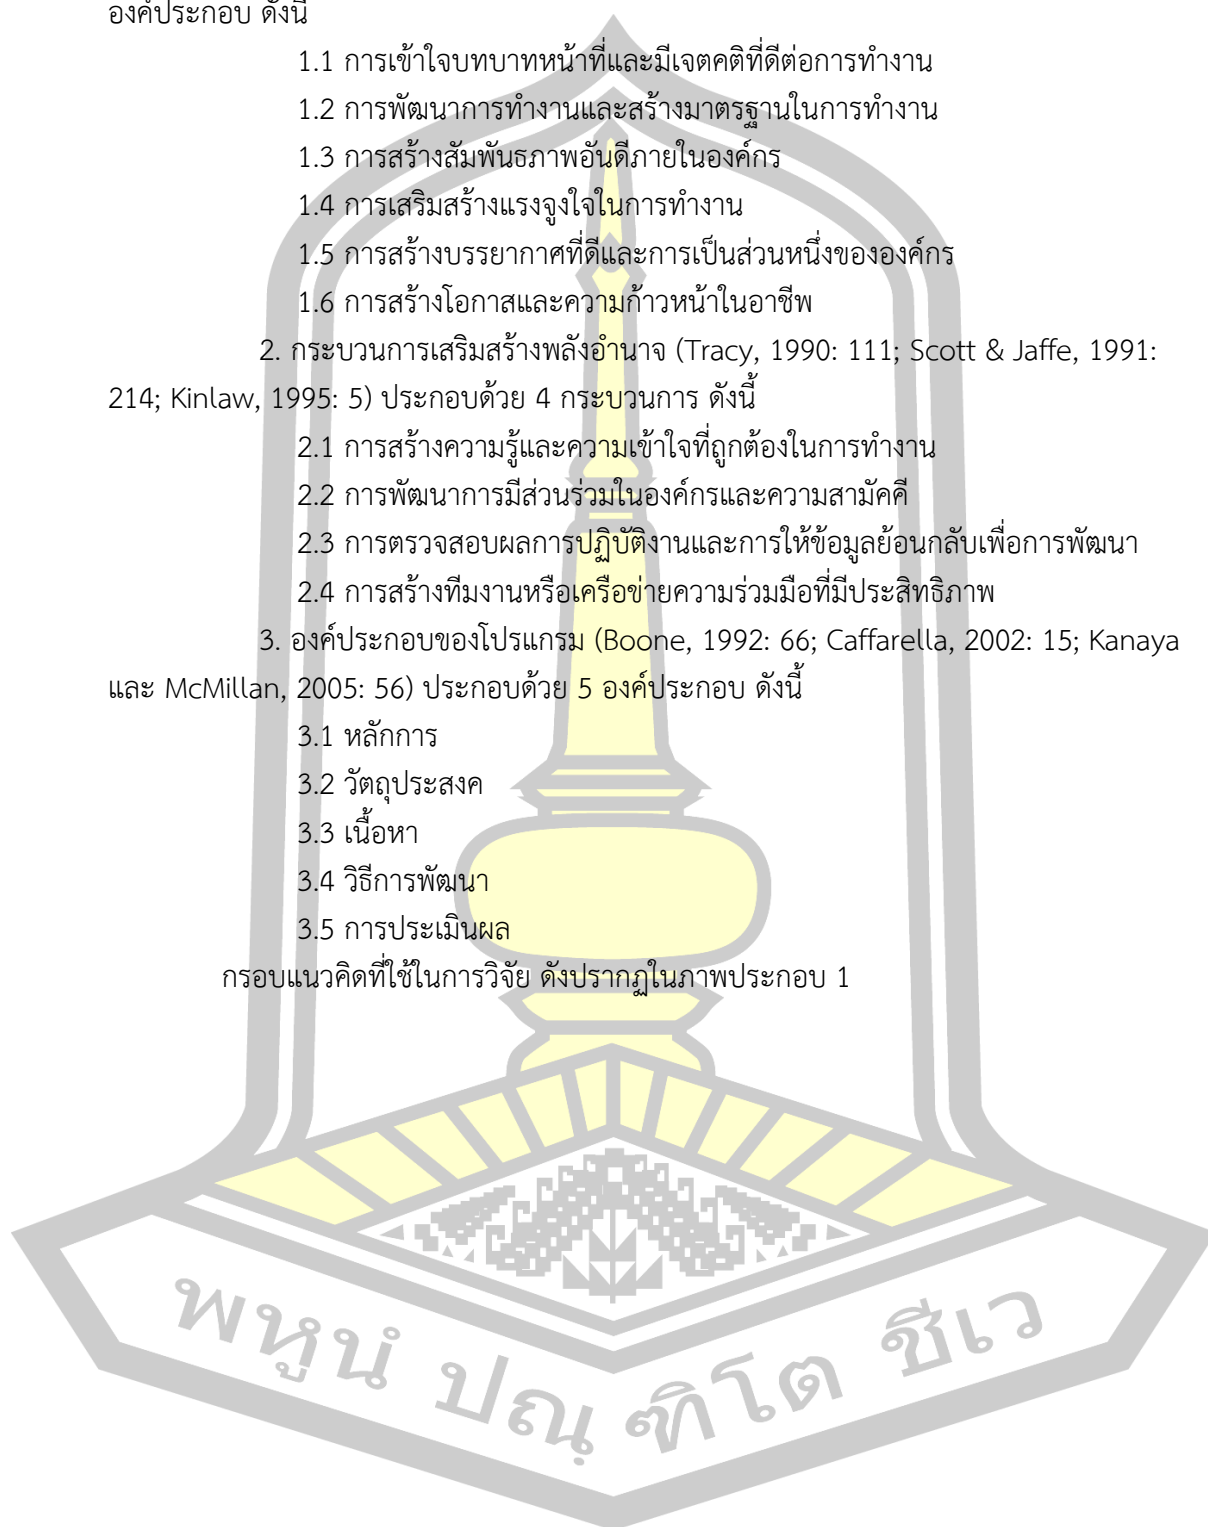 องค์ประกอบ ดังนี้
1.1 การเข้าใจบทบาทหน้าที่และมีเจตคติที่ดีต่อการทำงาน
1.2 การพัฒนาการทำงานและสร้างมาตรฐานในการทำงาน
1.3 การสร้างสัมพันธภาพอันดีภายในองค์กร
1.4 การเสริมสร้างแรงจูงใจในการทำงาน
1.5 การสร้างบรรยากาศที่ดีและการเป็นส่วนหนึ่งขององค์กร
1.6 การสร้างโอกาสและความก้าวหน้าในอาชีพ
2. กระบวนการเสริมสร้างพลังอำนาจ (Tracy, 1990: 111; Scott & Jaffe, 1991:
214; Kinlaw, 1995: 5) ประกอบด้วย 4 กระบวนการ ดังนี้
2.1 การสร้างความรู้และความเข้าใจที่ถูกต้องในการทำงาน
2.2 การพัฒนาการมีส่วนร่วมในองค์กรและความสามัคคี
2.3 การตรวจสอบผลการปฏิบัติงานและการให้ข้อมูลย้อนกลับเพื่อการพัฒนา
2.4 การสร้างทีมงานหรือเครือข่ายความร่วมมือที่มีประสิทธิภาพ
3. องค์ประกอบของโปรแกรม (Boone, 1992: 66; Caffarella, 2002: 15; Kanaya
และ McMillan, 2005: 56) ประกอบด้วย 5 องค์ประกอบ ดังนี้
3.1 หลักการ
3.2 วัตถุประสงค
3.3 เนื้อหา
3.4 วิธีการพัฒนา
3.5 การประเมินผล
กรอบแนวคิดที่ใช้ในการวิจัย ดังปรากฏในภาพประกอบ 1
พหูนํ ปณฺฑิโต ชีเว